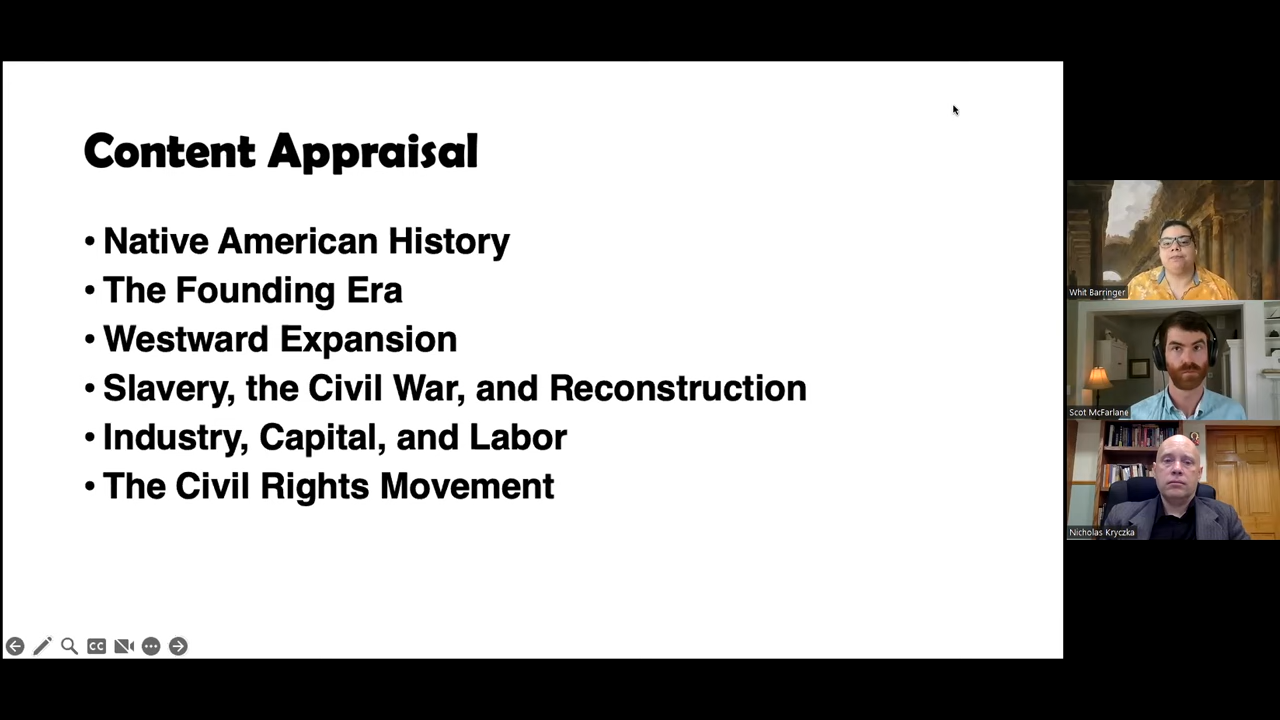 Content Appraisal
• Native American History
• The Founding Era
• Westward Expansion
• Slavery, the Civil War, and Reconstruction
• Industry, Capital, and Labor
• The Civil Rights Movement
CC
Whit Barringer
Scot McFarlane
Nicholas Kryczka